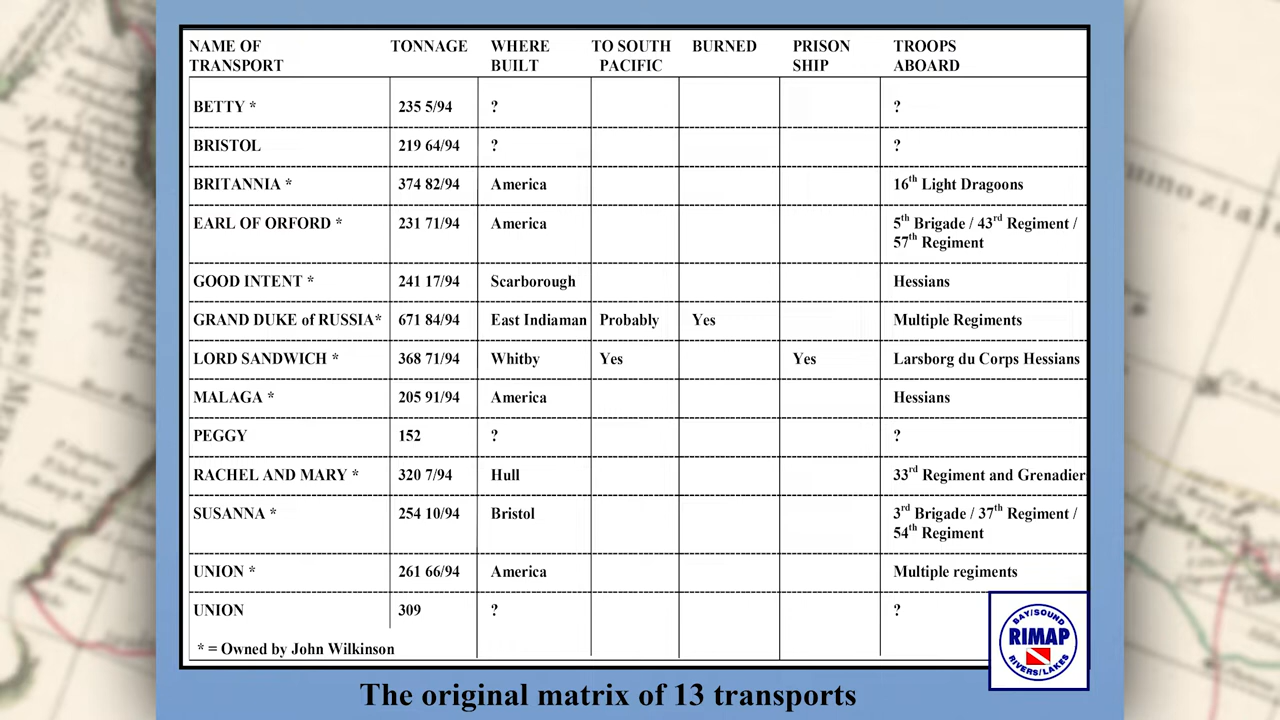 NAME OF TRANSPORT TONNAGE WHERE BUILT TO SOUTH PACIFIC BURNED PRISON SHIP TROOPS ABOARD
BETTY * 235 5/94 ? ?
BRISTOL 219 64/94 ? ?
BRITANNIA * 374 82/94 America 16th Light Dragoons
EARL OF ORFORD * 231 71/94 America 5th Brigade / 43rd Regiment / 57th Regiment
GOOD INTENT * 241 17/94 Scarborough Hessians
GRAND DUKE of RUSSIA* 671 84/94 East Indiaman Probably Yes Multiple Regiments
LORD SANDWICH * 368 71/94 Whitby Yes Yes Larsborg du Corps Hessians
MALAGA * 205 91/94 America Hessians
PEGGY 152 ? ?
RACHEL AND MARY * 320 7/94 Hull 33rd Regiment and Grenadier
SUSANNA * 254 10/94 Bristol 3rd Brigade / 37th Regiment / 54th Regiment
UNION * 261 66/94 America Multiple regiments
UNION 309 ? ?
* = Owned by John Wilkinson
BAY/SOUND
RIMAP
RIVERS/LAKES
The original matrix of 13 transports